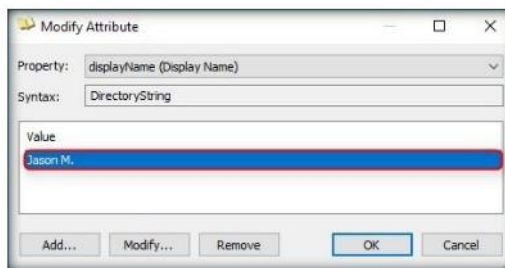 Modify Attribute
Property: displayName (Display Name)
Syntax: DirectoryString
Value
Jason M.
Add... Modify... Remove OK Cancel